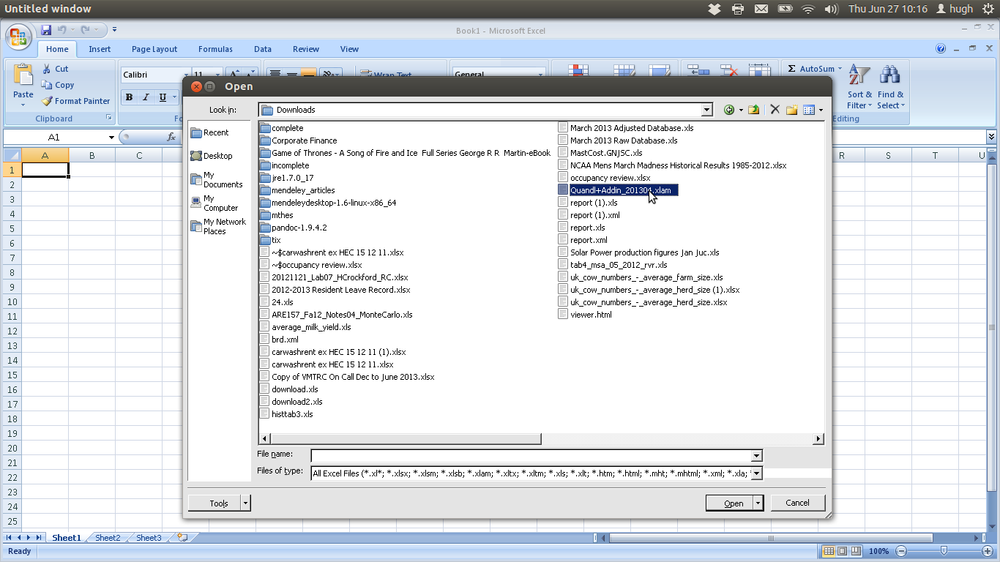 Untitled window
Thu Jun 27 10:16 hugh
Book1 - Microsoft Excel
Home Insert Page Layout Formulas Data Review View
Cut
Copy
Format Painter
Paste
Clipboard
Calibri 11
B I U
Wrap Text
General
Σ AutoSum
Sort & Filter
Find & Select
Editing
A1
fx
A B C R S T U
1
2
3
4
5
6
7
8
9
10
11
12
13
14
15
16
17
18
19
20
21
22
23
24
25
Open
Look in: Downloads
Recent
Desktop
My Documents
My Computer
My Network Places
complete
Corporate Finance
Game of Thrones - A Song of Fire and Ice Full Series George R R Martin-eBook
incomplete
jre1.7.0_17
mendeley_articles
mendeleydesktop-1.6-linux-x86_64
mthes
pandoc-1.9.4.2
tix
~$carwashrent ex HEC 15 12 11.xlsx
~$occupancy review.xlsx
20121121_Lab07_HCrockford_RC.xlsx
2012-2013 Resident Leave Record.xlsx
24.xls
ARE157_Fa12_Notes04_MonteCarlo.xls
average_milk_yield.xls
brd.xml
carwashrent ex HEC 15 12 11 (1).xlsx
carwashrent ex HEC 15 12 11.xlsx
Copy of VMTRC On Call Dec to June 2013.xlsx
download.xls
download2.xls
histtab3.xls
March 2013 Adjusted Database.xls
March 2013 Raw Database.xls
MastCost.GNJSC.xls
NCAA Mens March Madness Historical Results 1985-2012.xlsx
occupancy review.xlsx
Quandl+Addin_201304.xlam
report (1).xls
report (1).xml
report.xls
report.xml
Solar Power production figures Jan Juc.xls
tab4_msa_05_2012_rvr.xls
uk_cow_numbers_-_average_farm_size.xls
uk_cow_numbers_-_average_herd_size (1).xlsx
uk_cow_numbers_-_average_herd_size.xlsx
viewer.html
File name:
Files of type: All Excel Files (*.xl*; *.xlsx; *.xlsm; *.xlsb; *.xlam; *.xltx; *.xltm; *.xls; *.xlt; *.htm; *.html; *.mht; *.mhtml; *.xml; *.xla;
Tools
Open
Cancel
Sheet1 Sheet2 Sheet3
Ready
100%